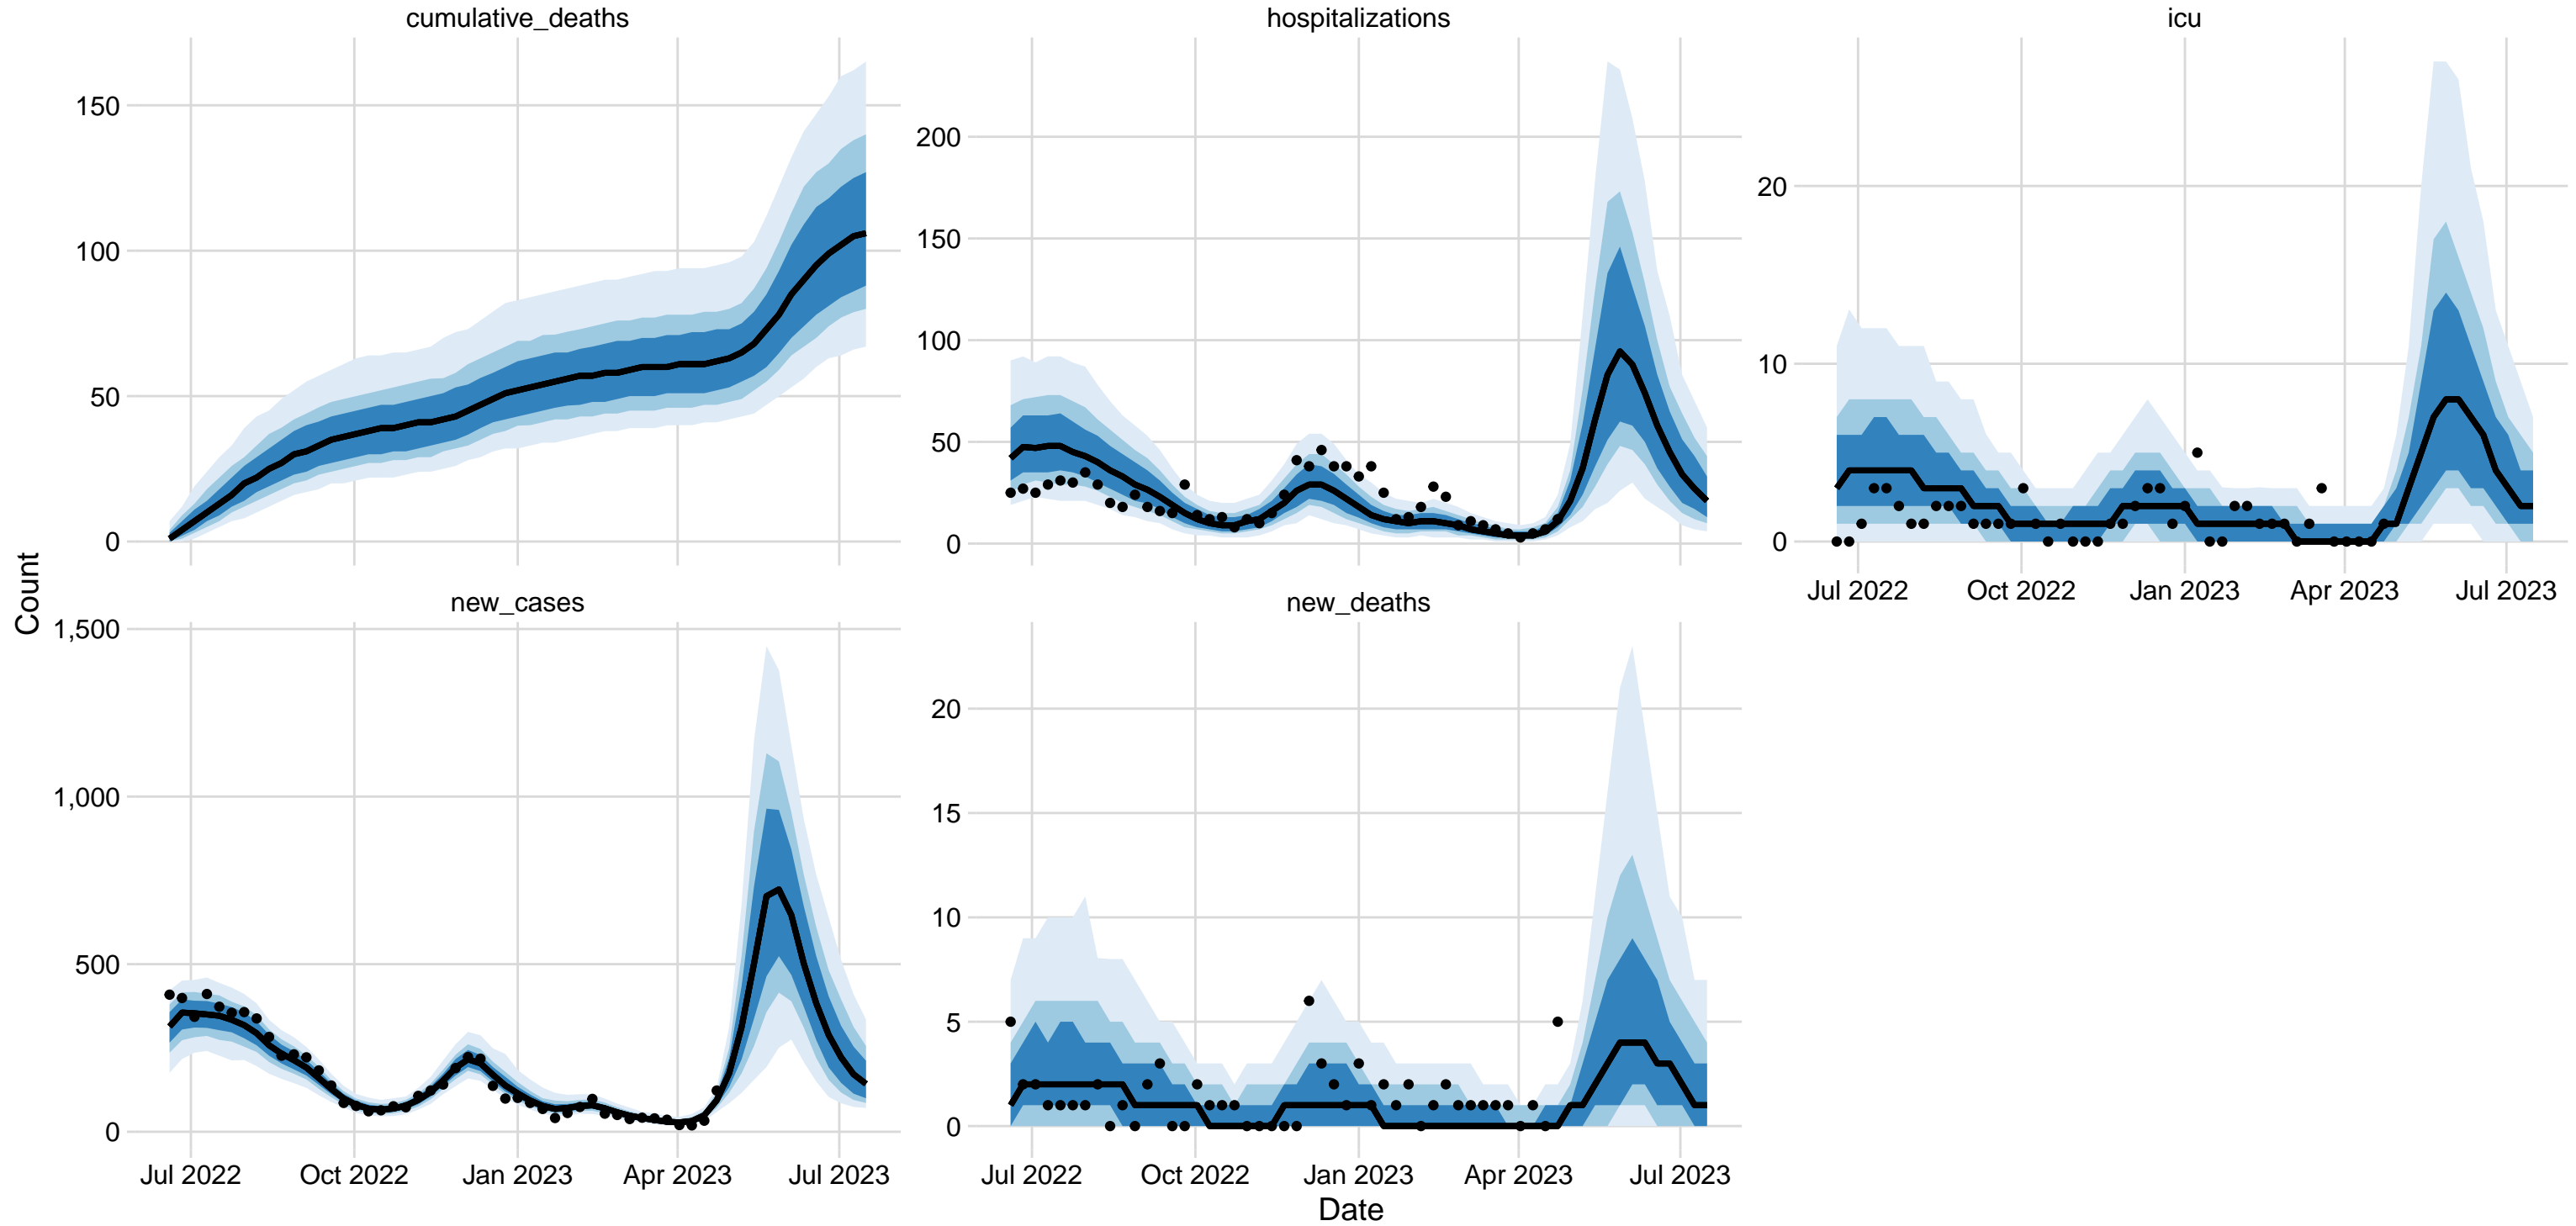 cumulative_deaths
hospitalizations
icu
150
100
50
0
200
150
100
50
0
20
10
0
Jul 2022 Oct 2022 Jan 2023 Apr 2023 Jul 2023
Count
new_cases
new_deaths
1,500
1,000
500
0
20
15
10
5
0
Jul 2022 Oct 2022 Jan 2023 Apr 2023 Jul 2023
Jul 2022 Oct 2022 Jan 2023 Apr 2023 Jul 2023
Date